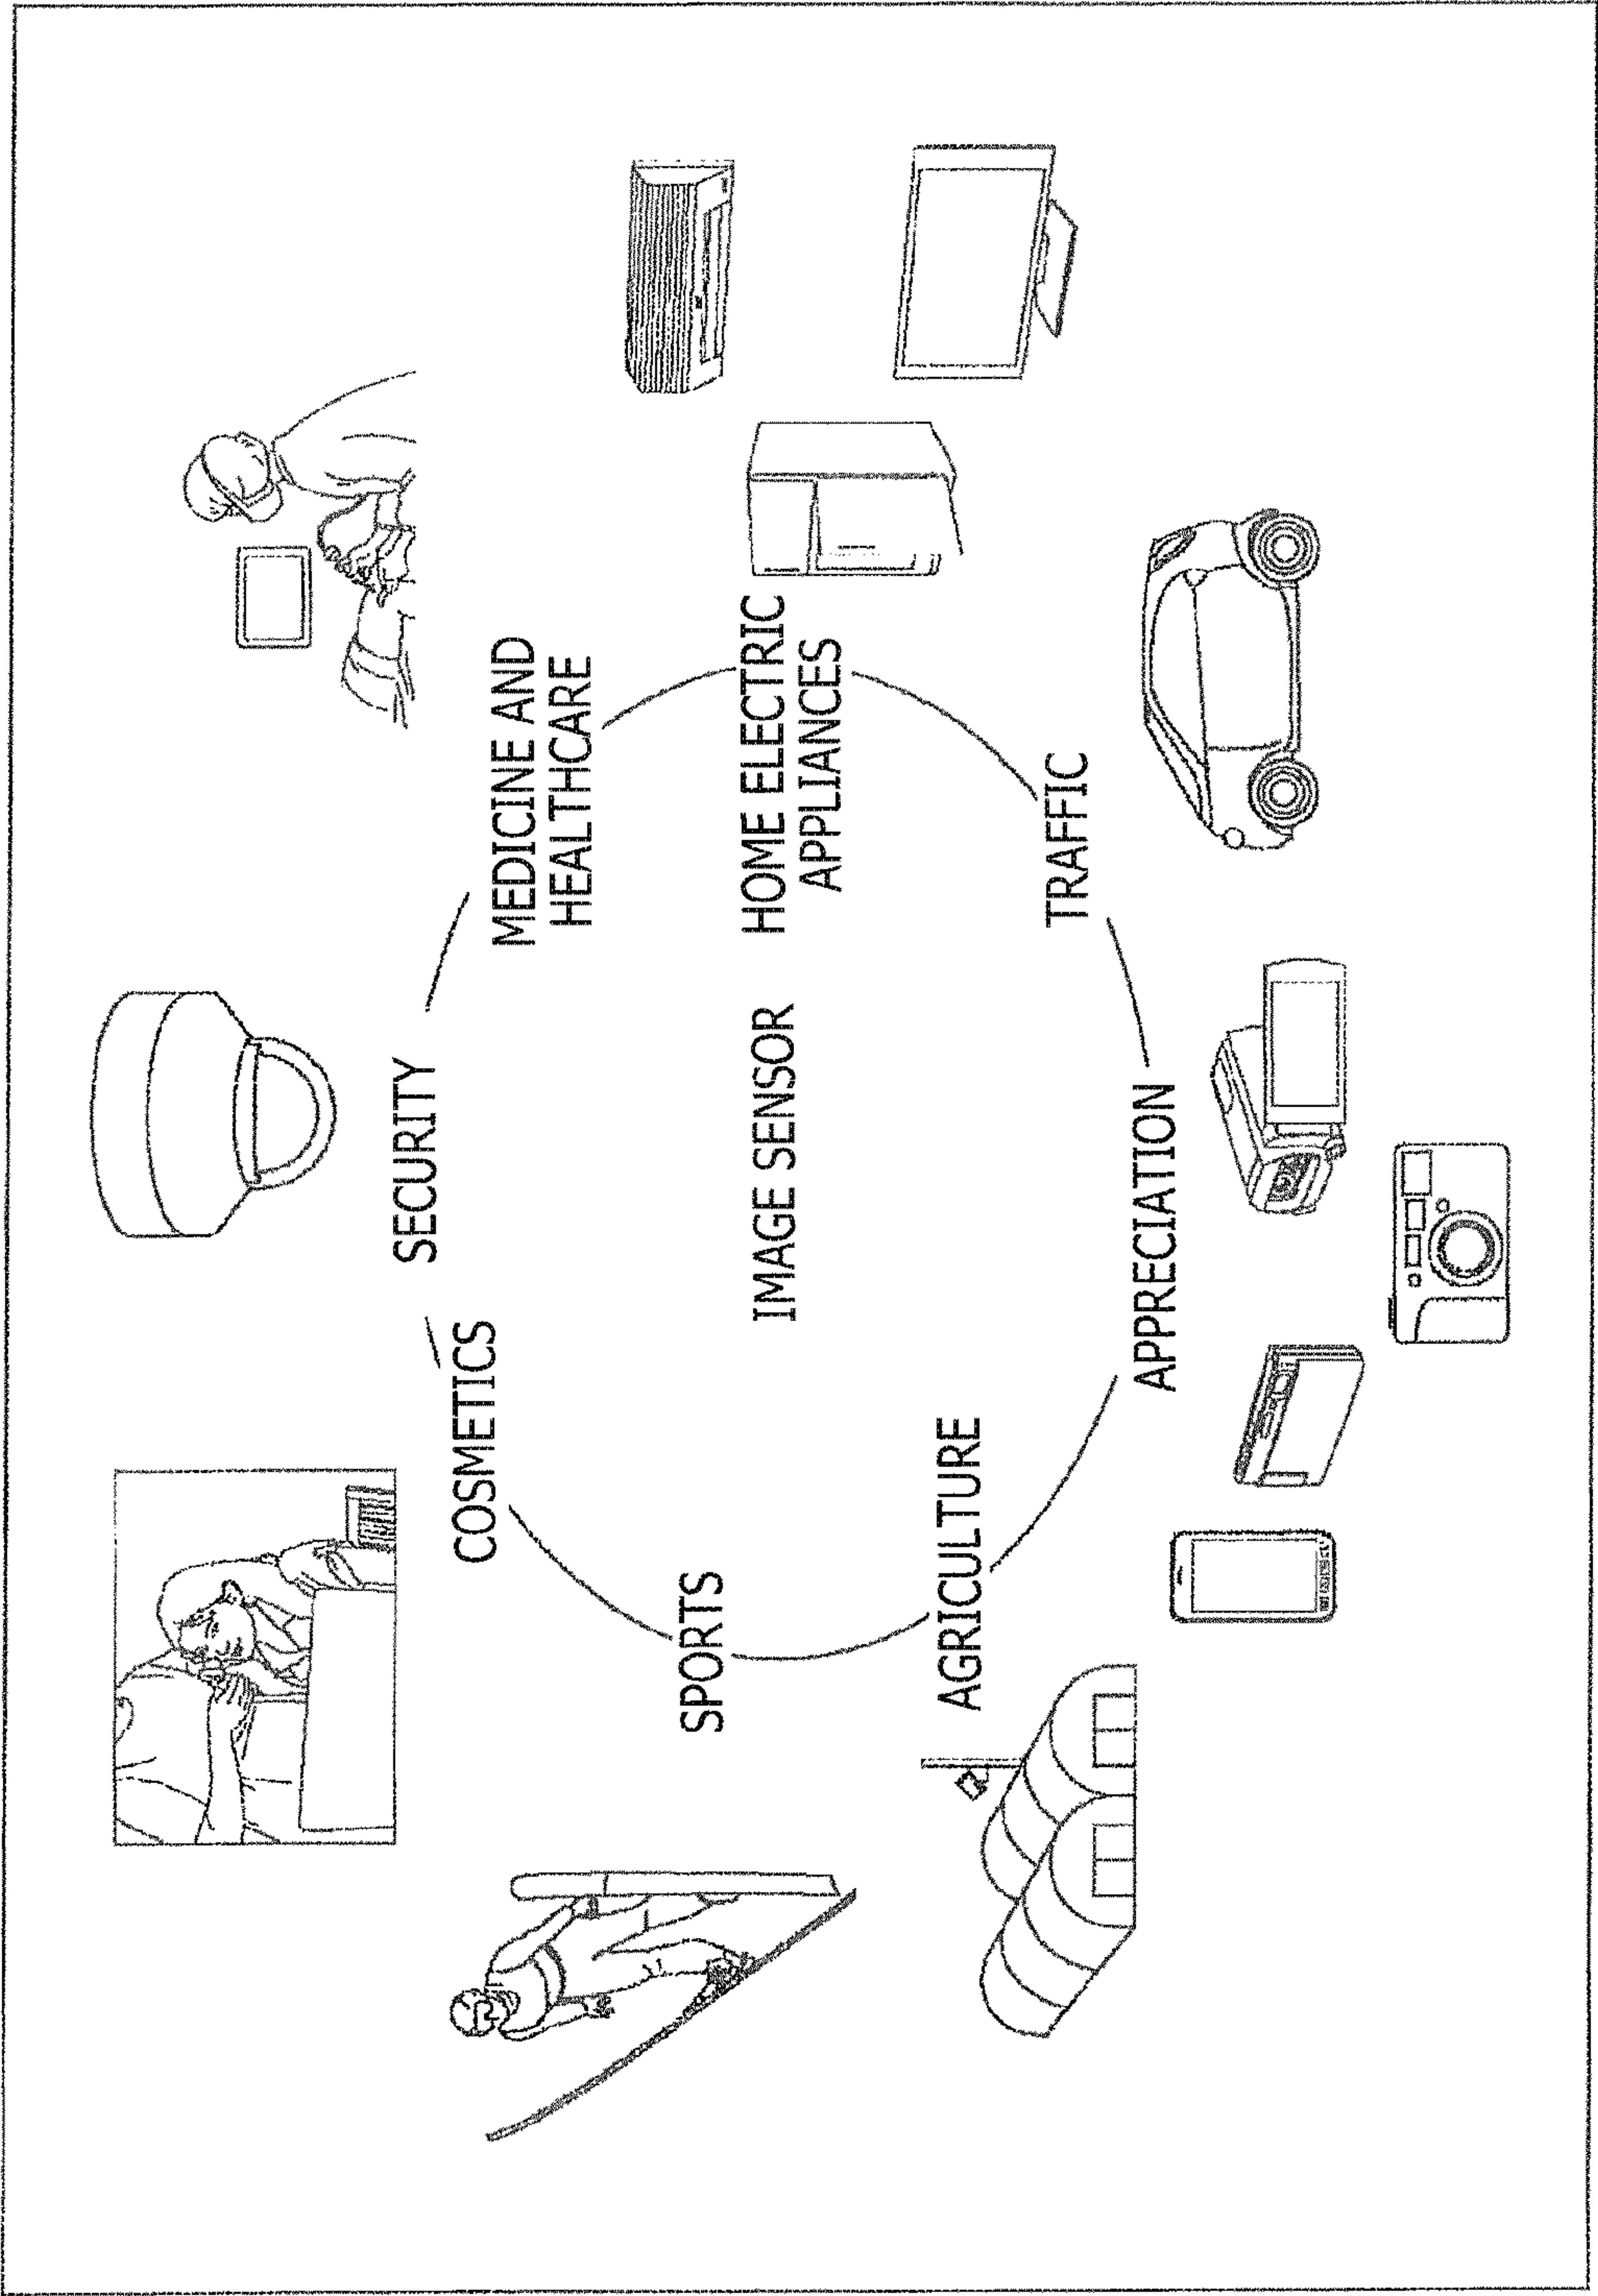 SECURITY
COSMETICS
MEDICINE AND
HEALTHCARE
SPORTS
IMAGE SENSOR
HOME ELECTRIC
APPLIANCES
AGRICULTURE
TRAFFIC
APPRECIATION